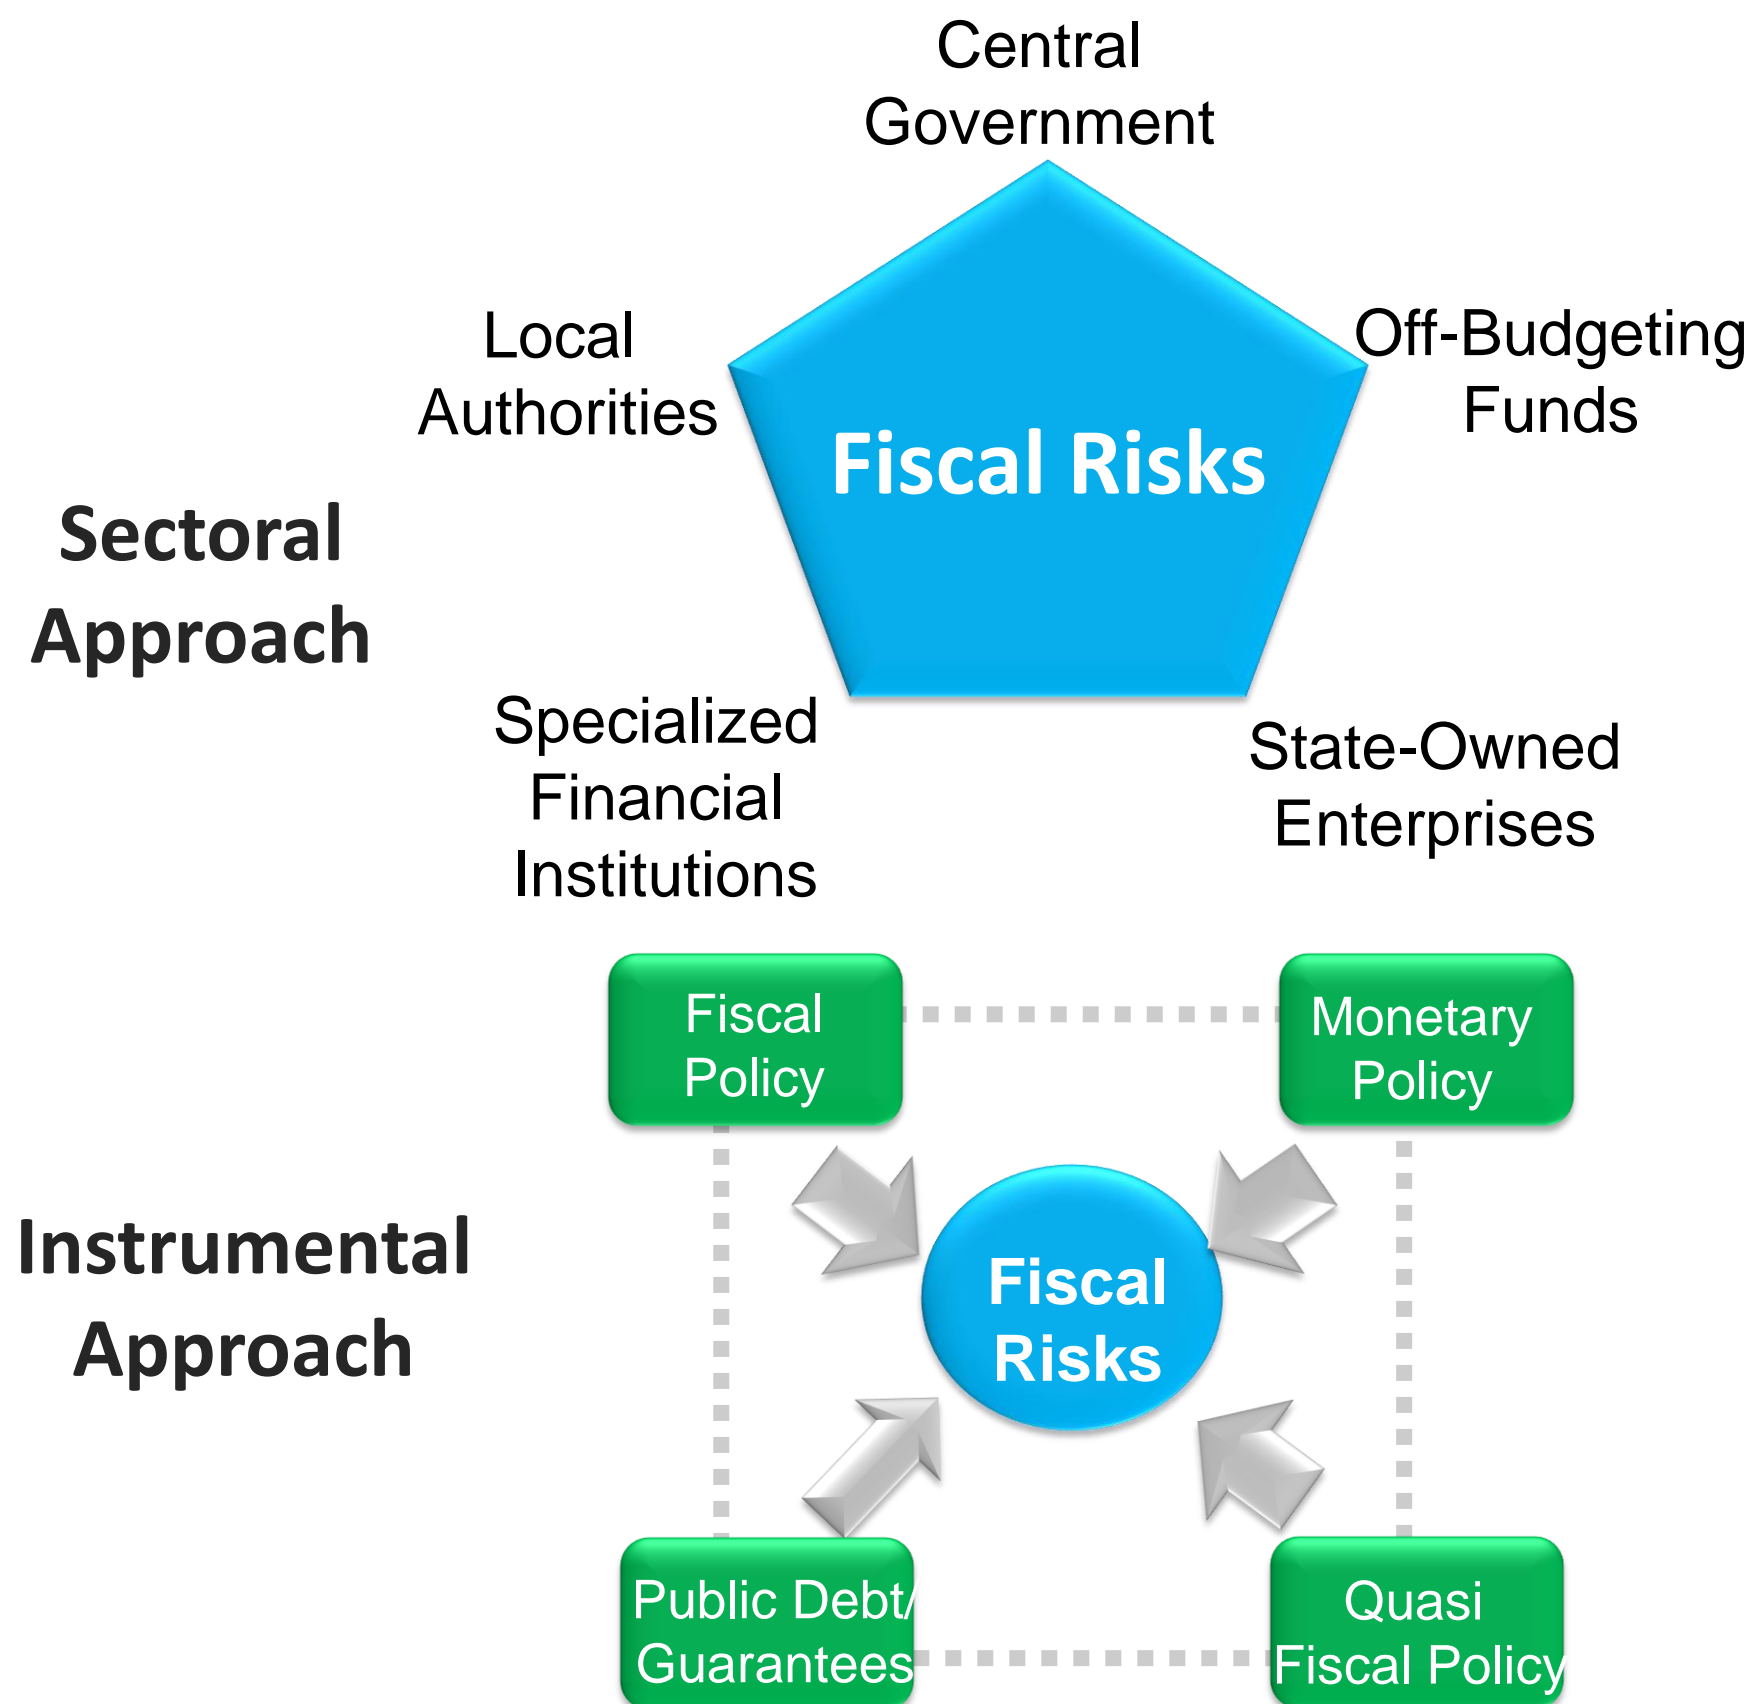 Central
Government
Local
Authorities
Off-Budgeting
Funds
Fiscal Risks
Sectoral
Approach
Specialized
Financial
Institutions
State-Owned
Enterprises
Fiscal
Policy
Monetary
Policy
Instrumental
Approach
Fiscal
Risks
Public Debt/
Guarantees
Quasi
Fiscal Policy